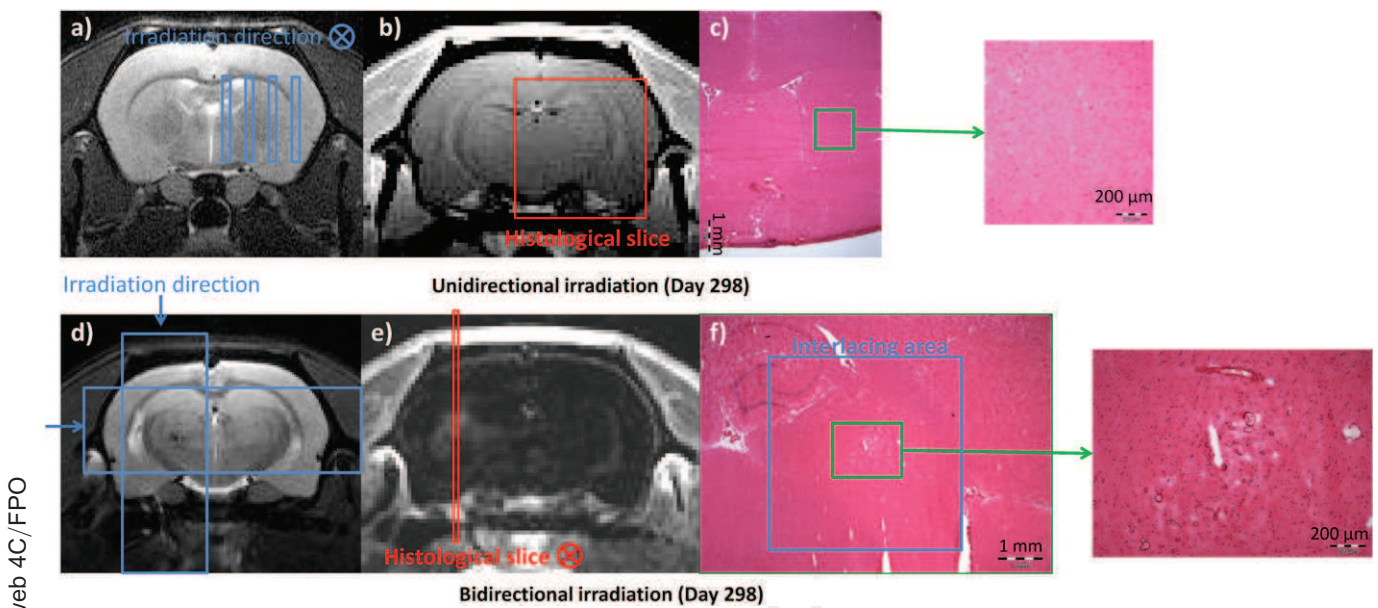 a)
Irradiation direction ⊗
b)
Histological slice
c)
1 mm
200 µm
Unidirectional irradiation (Day 298)
Irradiation direction
d)
e)
Histological slice ⊗
f)
Interlacing area
1 mm
200 µm
Bidirectional irradiation (Day 298)
web 4C/FPO